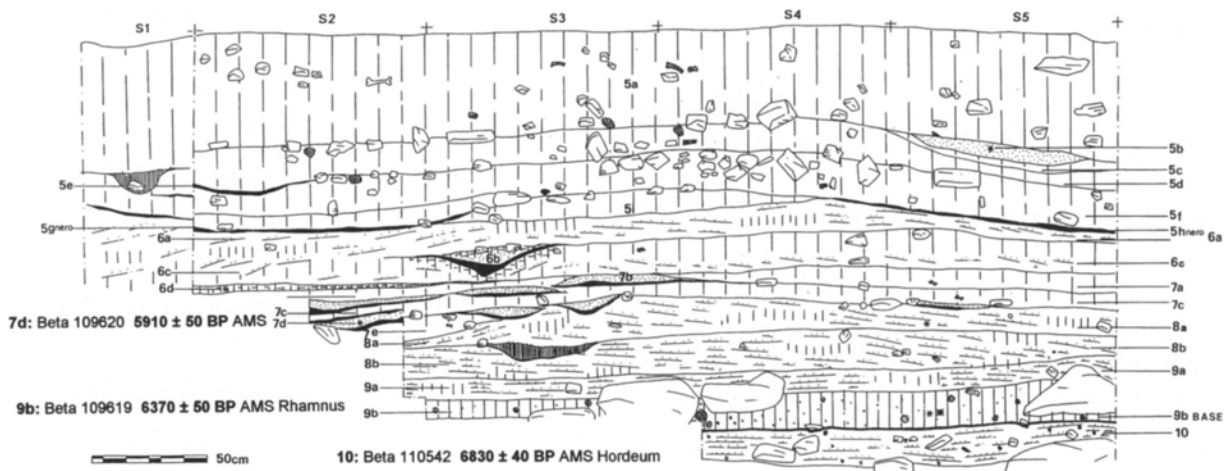 S1 S2 S3 S4 S5
5a
5b
5c
5e
5d
5i
5f
5gnero
5hnero 6a
6a
6b
6c
6c
7b
7a
6d
7c
7c
7d: Beta 109620 5910 ± 50 BP AMS
7d
7e
8a
8a
8b
8b
9a
9a
9b: Beta 109619 6370 ± 50 BP AMS Rhamnus
9b
9b BASE
10
50cm
10: Beta 110542 6830 ± 40 BP AMS Hordeum